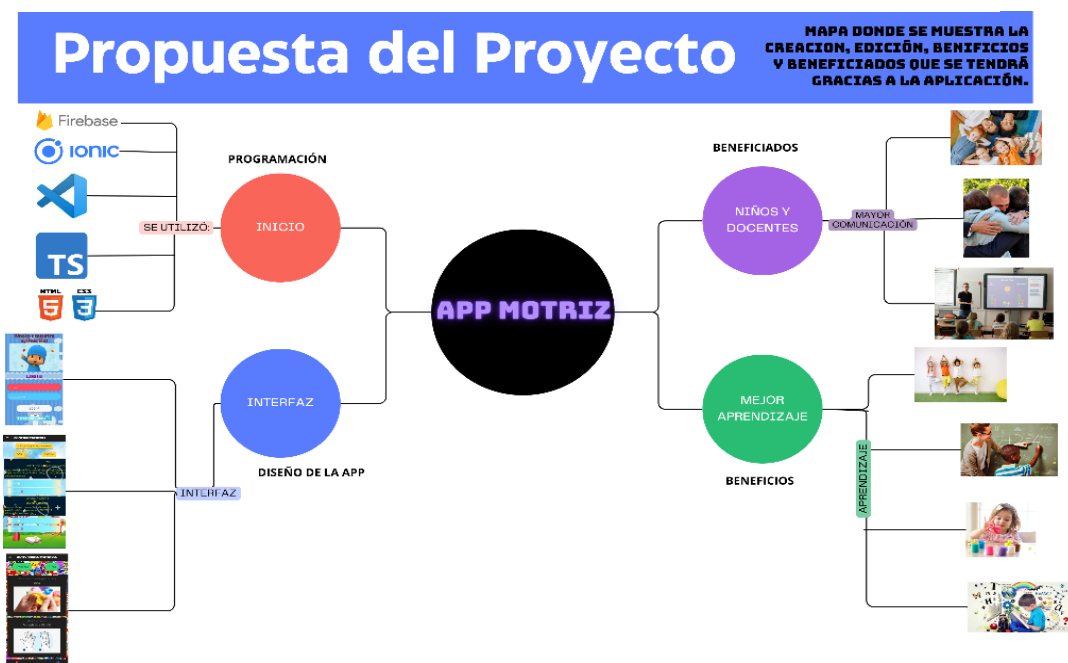 Propuesta del Proyecto
MAPA DONDE SE MUESTRA LA
CREACION, EDICIÓN, BENIFICIOS
Y BENEFICIADOS QUE SE TENDRÁ
GRACIAS A LA APLICACIÓN.
Firebase
IONIC
TS
HTML
5
CSS
3
SE UTILIZÓ:
PROGRAMACIÓN
INICIO
INTERFAZ
DISEÑO DE LA APP
INTERFAZ
APP MOTRIZ
BENEFICIADOS
NIÑOS Y
DOCENTES
MAYOR
COMUNICACIÓN
MEJOR
APRENDIZAJE
BENEFICIOS
APRENDIZAJE